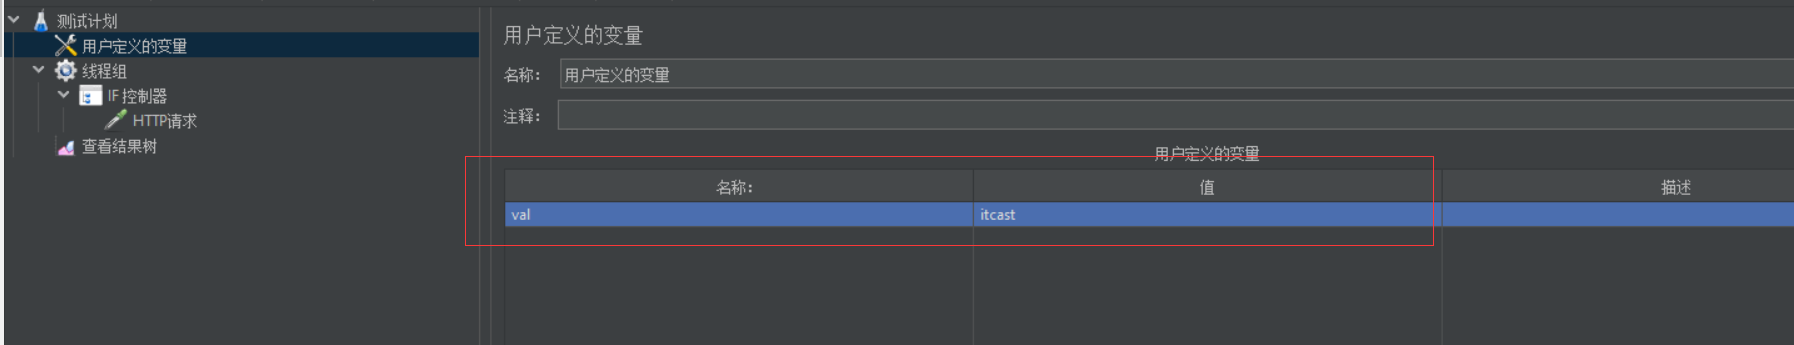 测试计划
用户定义的变量
线程组
IF 控制器
HTTP请求
查看结果树
用户定义的变量
名称: 用户定义的变量
注释:
用户定义的变量
名称: 值 描述
val itcast